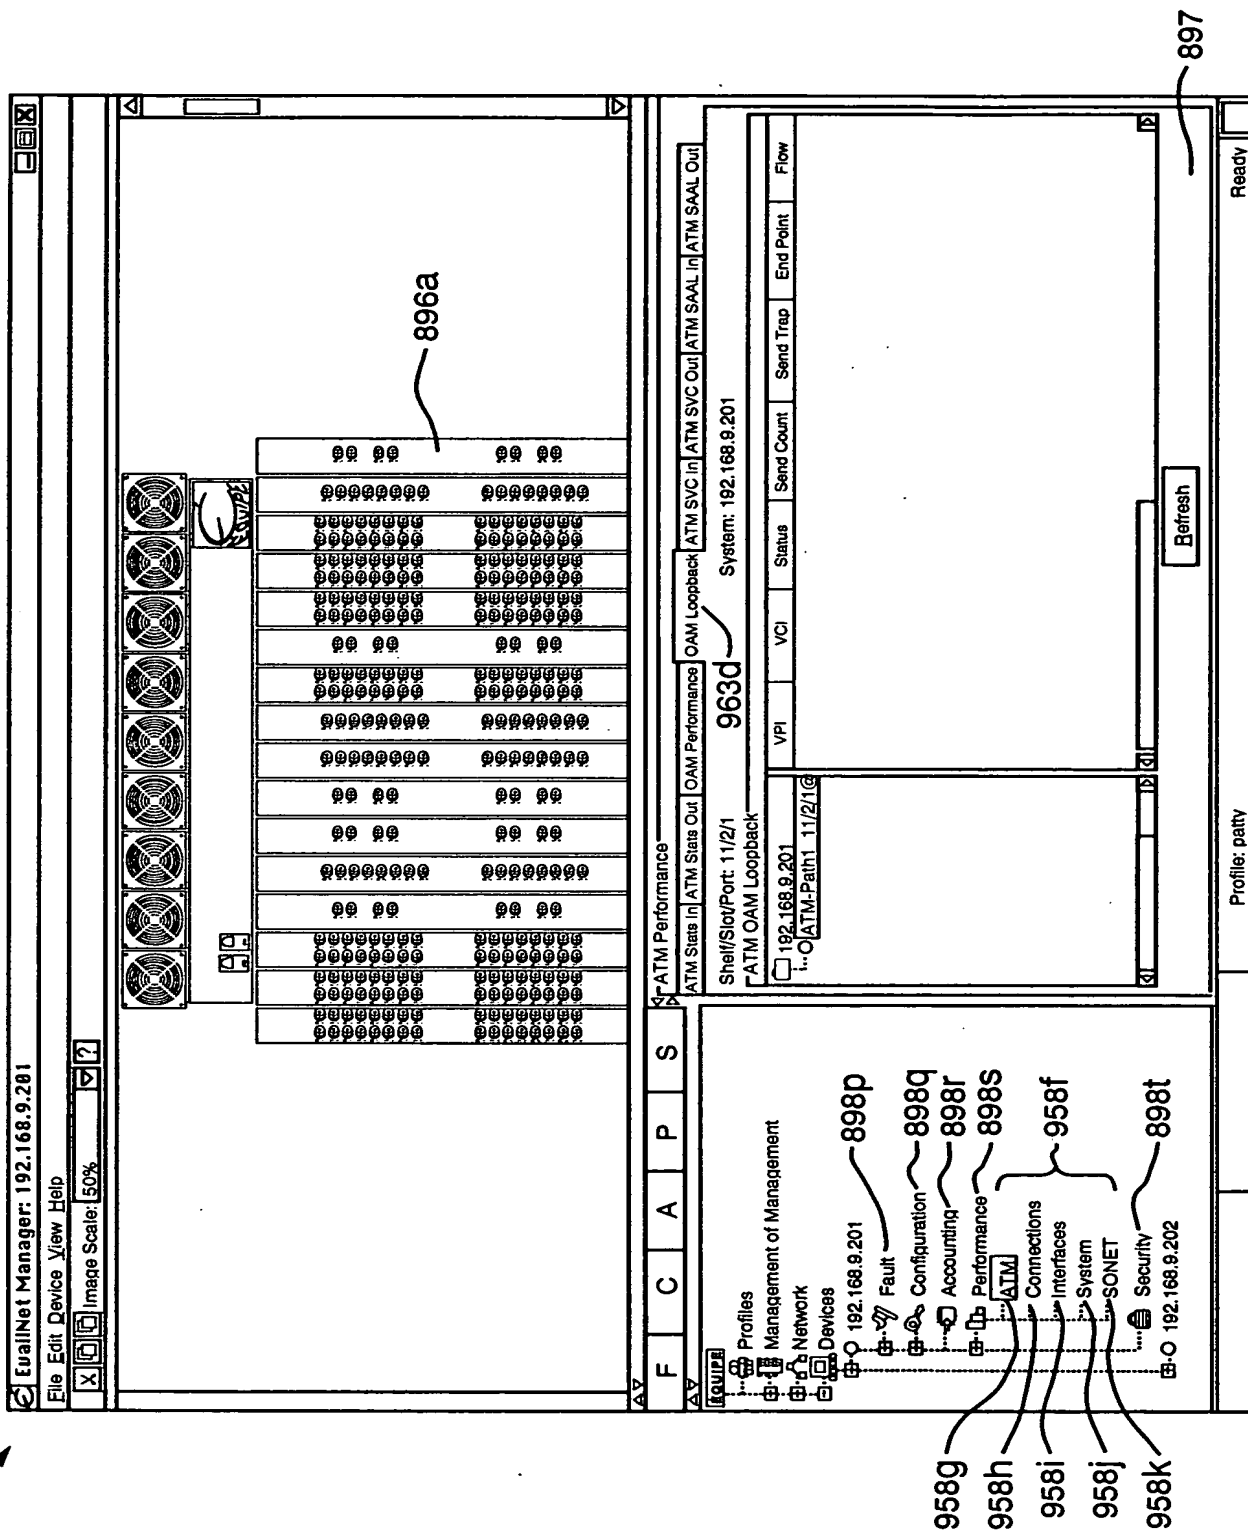 EuailNet Manager: 192.168.9.201
File Edit Device View Help
Image Scale: 50% ?
EQUIPE
896a
F C A P S
EQUIPE
Profiles
Management of Management
Network
Devices
192.168.9.201
Fault
Configuration
Accounting
Performance
ATM
Connections
Interfaces
System
SONET
Security
192.168.9.202
898p
898q
898r
898s
958f
898t
958g
958h
958i
958j
958k
ATM Performance
ATM Stats In ATM Stats Out OAM Performance OAM Loopback ATM SVC In ATM SVC Out ATM SAAL In ATM SAAL Out
Shelf/Slot/Port: 11/2/1 963d System: 192.168.9.201
ATM OAM Loopback
192.168.9.201
ATM-Path1 11/2/1@
VPI VCI Status Send Count Send Trap End Point Flow
Refresh
897
Profile: patty Ready